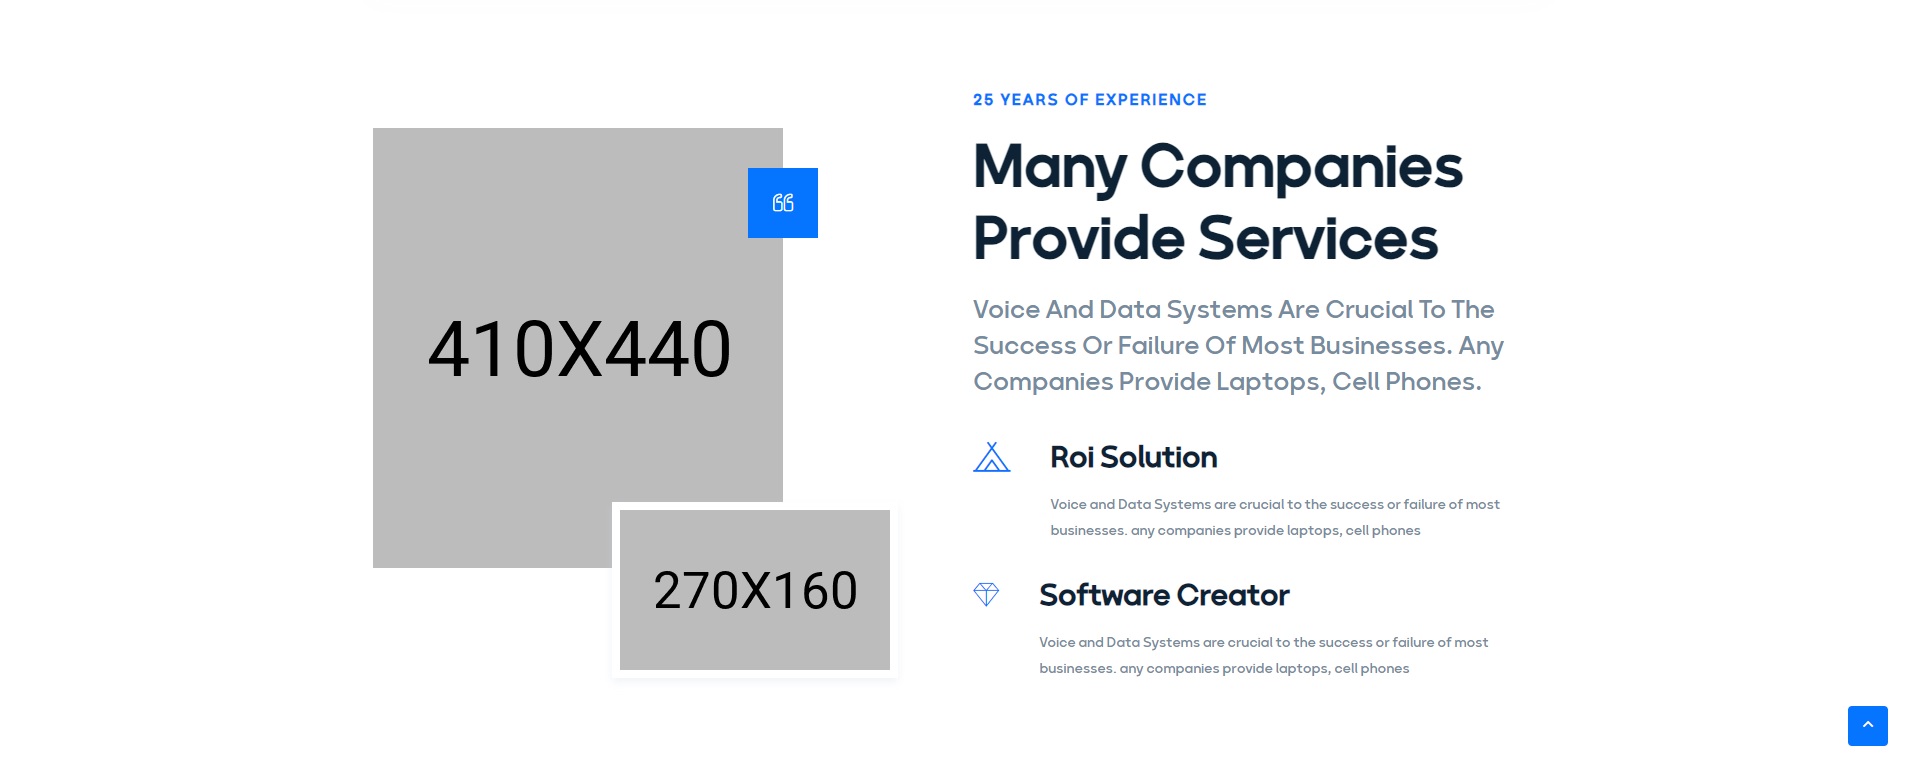 25 YEARS OF EXPERIENCE
Many Companies
Provide Services
Voice And Data Systems Are Crucial To The
Success Or Failure Of Most Businesses. Any
Companies Provide Laptops, Cell Phones.
Roi Solution
Voice and Data Systems are crucial to the success or failure of most
businesses. any companies provide laptops, cell phones
Software Creator
Voice and Data Systems are crucial to the success or failure of most
businesses. any companies provide laptops, cell phones
410X440
270X160